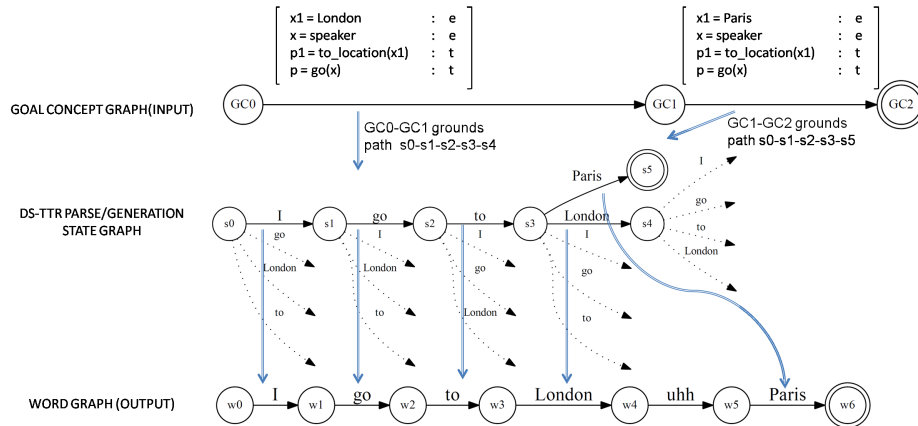 x1 = London : e
x = speaker : e
p1 = to_location(x1) : t
p = go(x) : t
x1 = Paris : e
x = speaker : e
p1 = to_location(x1) : t
p = go(x) : t
GOAL CONCEPT GRAPH(INPUT)
GC0
GC1
GC2
GC0-GC1 grounds
path s0-s1-s2-s3-s4
GC1-GC2 grounds
path s0-s1-s2-s3-s5
DS-TTR PARSE/GENERATION
STATE GRAPH
s0
I
s1
go
s2
to
s3
London
s4
Paris
s5
go
London
to
I
London
to
I
go
London
I
go
to
I
go
to
London
WORD GRAPH (OUTPUT)
w0
I
w1
go
w2
to
w3
London
w4
uhh
w5
Paris
w6